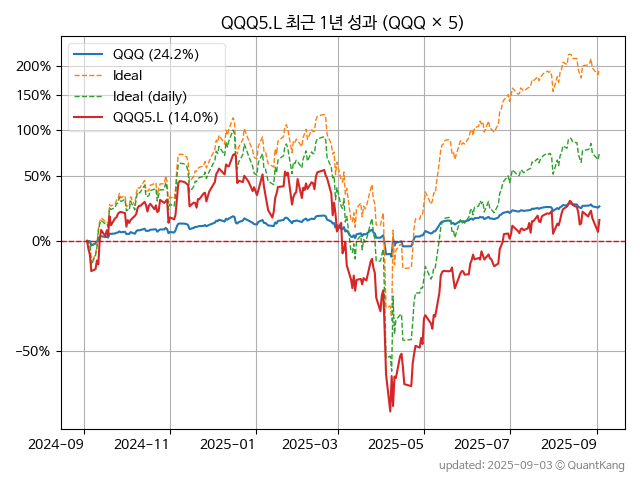 QQQ5.L 최근 1년 성과 (QQQ × 5)
QQQ (24.2%)
Ideal
Ideal (daily)
QQQ5.L (14.0%)
200%
150%
100%
50%
0%
−50%
2024−09
2024−11
2025−01
2025−03
2025−05
2025−07
2025−09
updated: 2025-09-03 ⓒ QuantKang